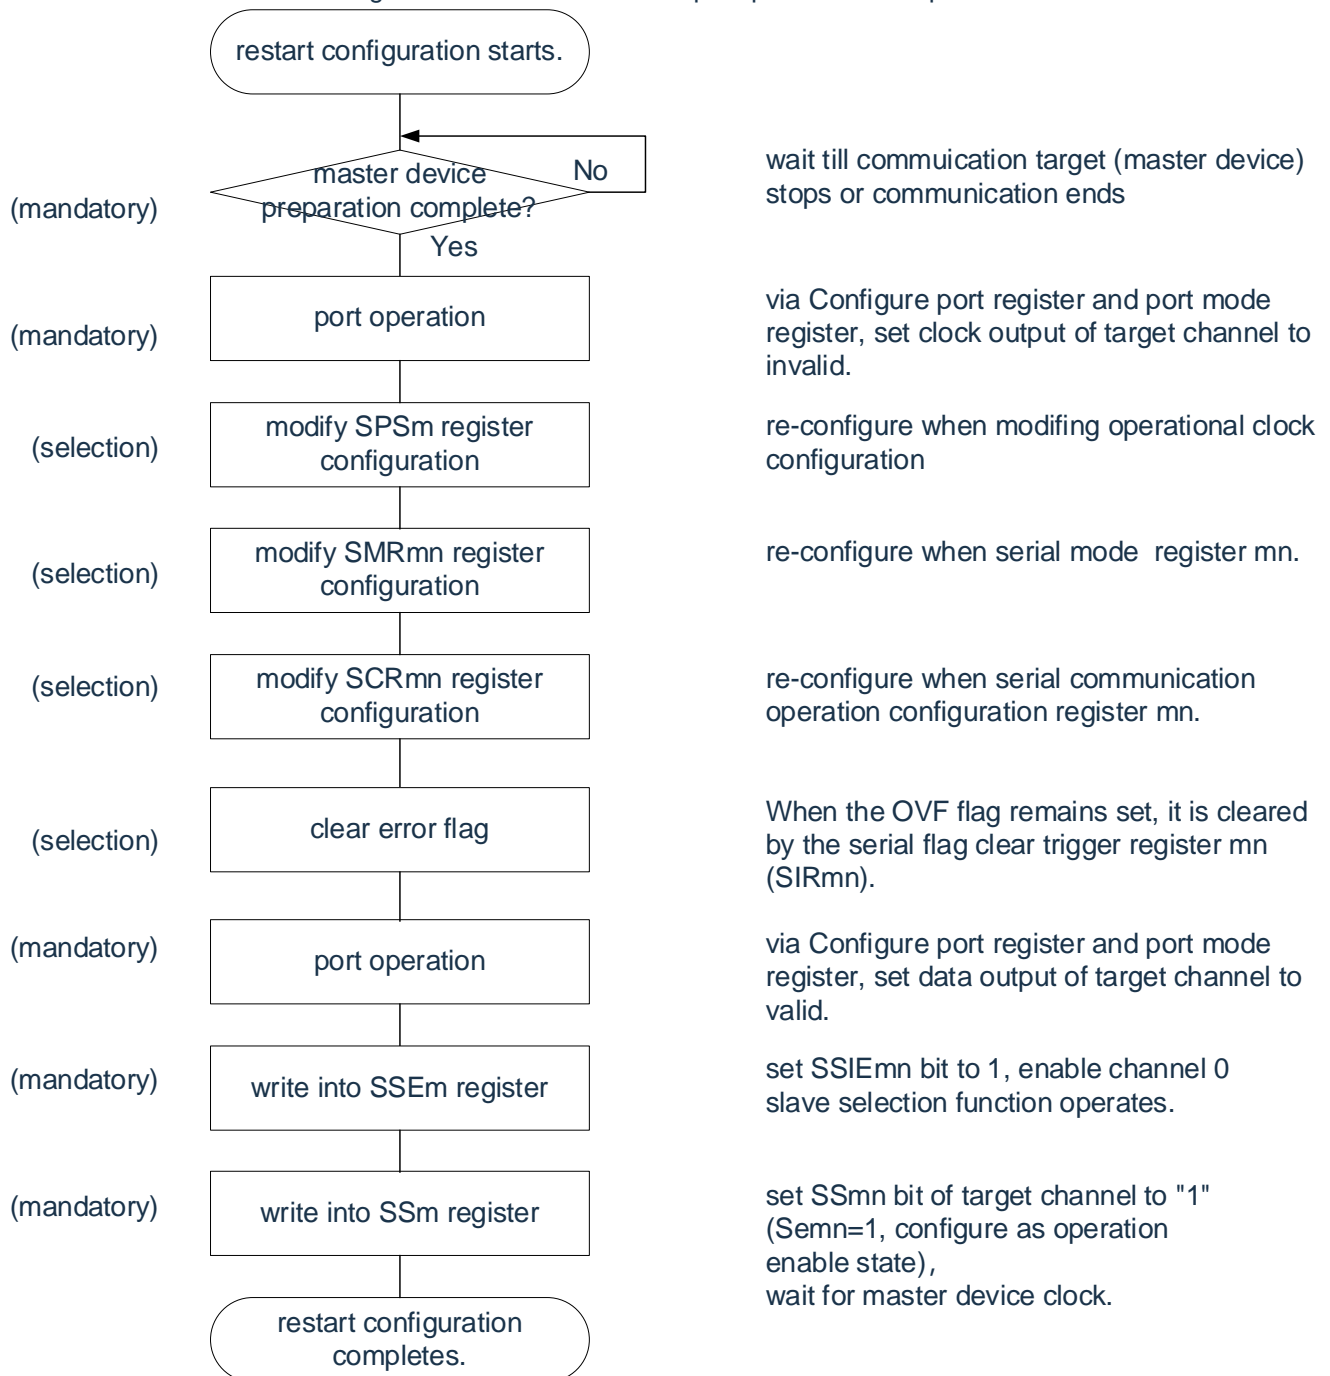 restart configuration starts.
master device
preparation complete?
No
Yes
(mandatory)
wait till commuication target (master device)
stops or communication ends
(mandatory)
port operation
via Configure port register and port mode
register, set clock output of target channel to
invalid.
(selection)
modify SPSm register
configuration
re-configure when modifing operational clock
configuration
(selection)
modify SMRmn register
configuration
re-configure when serial mode  register mn.
(selection)
modify SCRmn register
configuration
re-configure when serial communication
operation configuration register mn.
(selection)
clear error flag
When the OVF flag remains set, it is cleared
by the serial flag clear trigger register mn
(SIRmn).
(mandatory)
port operation
via Configure port register and port mode
register, set data output of target channel to
valid.
(mandatory)
write into SSEm register
set SSIEmn bit to 1, enable channel 0
slave selection function operates.
(mandatory)
write into SSm register
set SSmn bit of target channel to "1"
(Semn=1, configure as operation
enable state),
wait for master device clock.
restart configuration
completes.